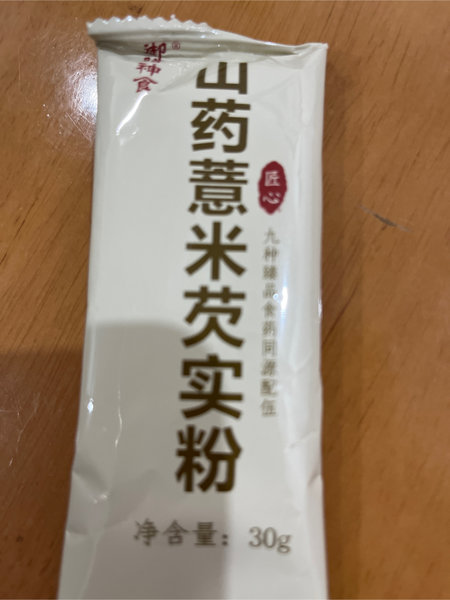 御神食®
山药薏米芡实粉
匠心
九种臻品食药同源配伍
净含量：30g